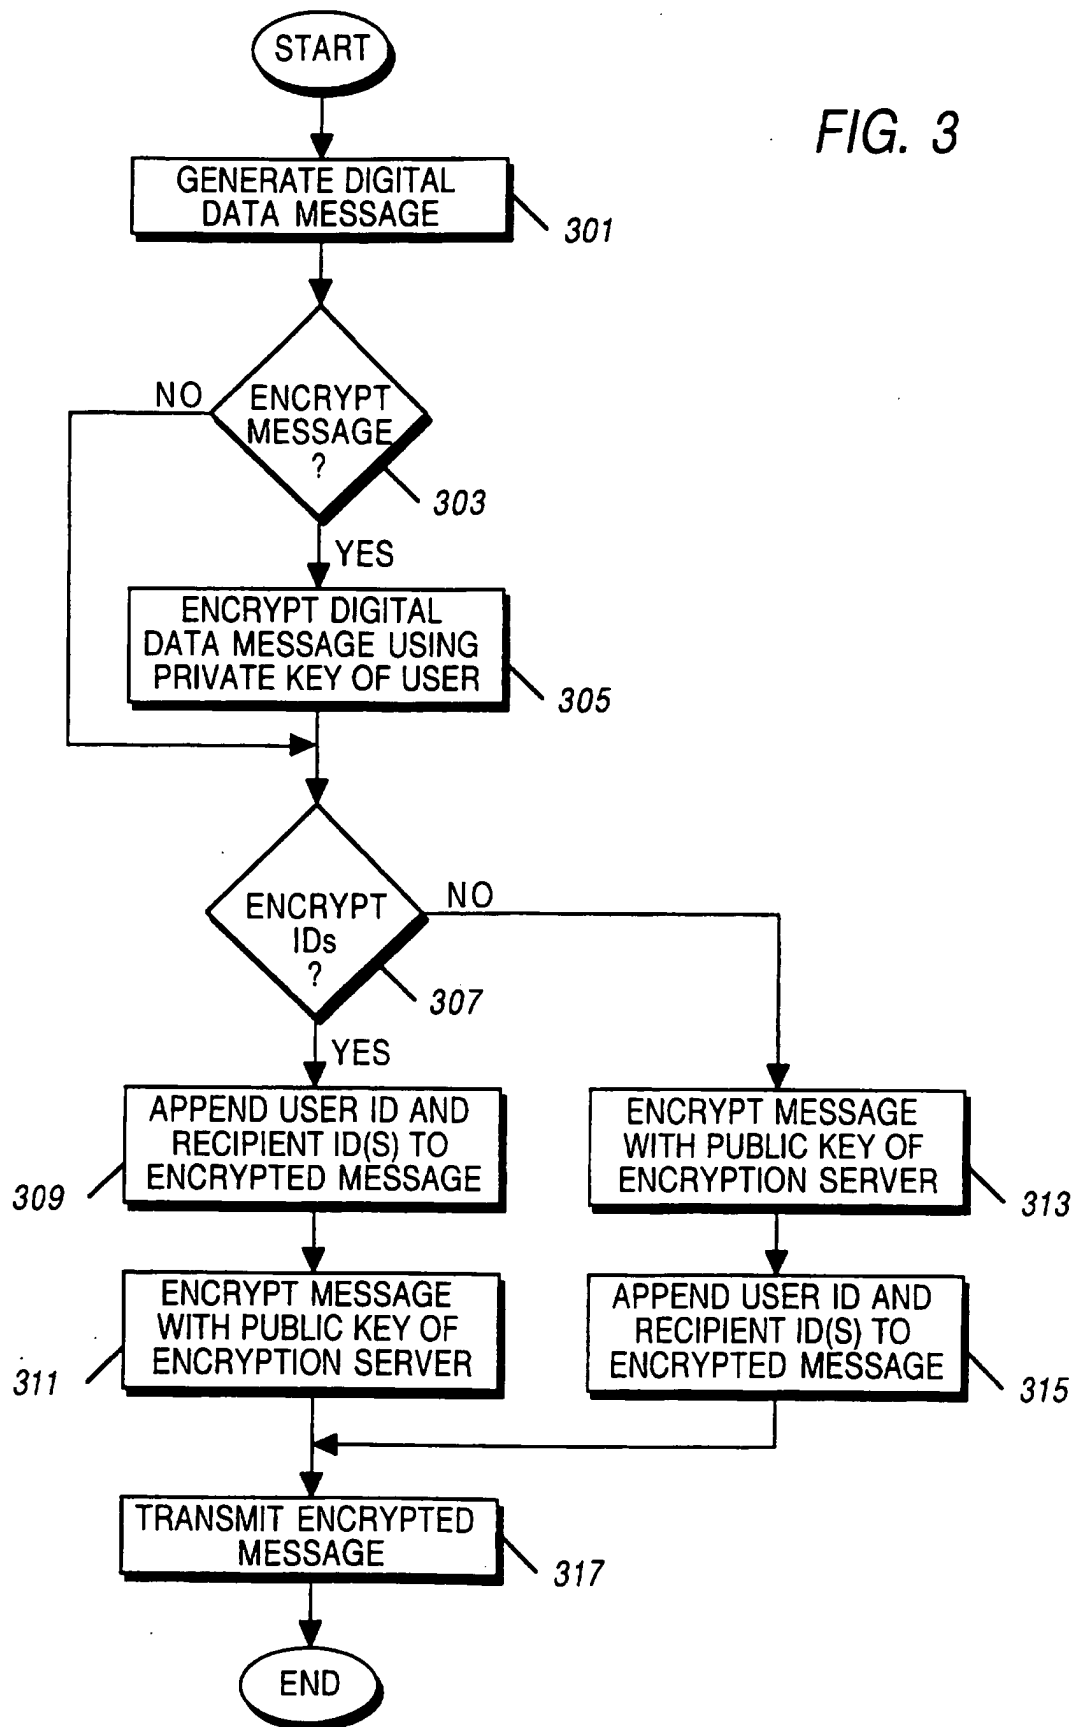 START
FIG. 3
GENERATE DIGITAL
DATA MESSAGE
301
NO
ENCRYPT
MESSAGE
?
303
YES
ENCRYPT DIGITAL
DATA MESSAGE USING
PRIVATE KEY OF USER
305
ENCRYPT
IDs
?
NO
307
YES
APPEND USER ID AND
RECIPIENT ID(S) TO
ENCRYPTED MESSAGE
309
ENCRYPT MESSAGE
WITH PUBLIC KEY OF
ENCRYPTION SERVER
313
ENCRYPT MESSAGE
WITH PUBLIC KEY OF
ENCRYPTION SERVER
311
APPEND USER ID AND
RECIPIENT ID(S) TO
ENCRYPTED MESSAGE
315
TRANSMIT ENCRYPTED
MESSAGE
317
END